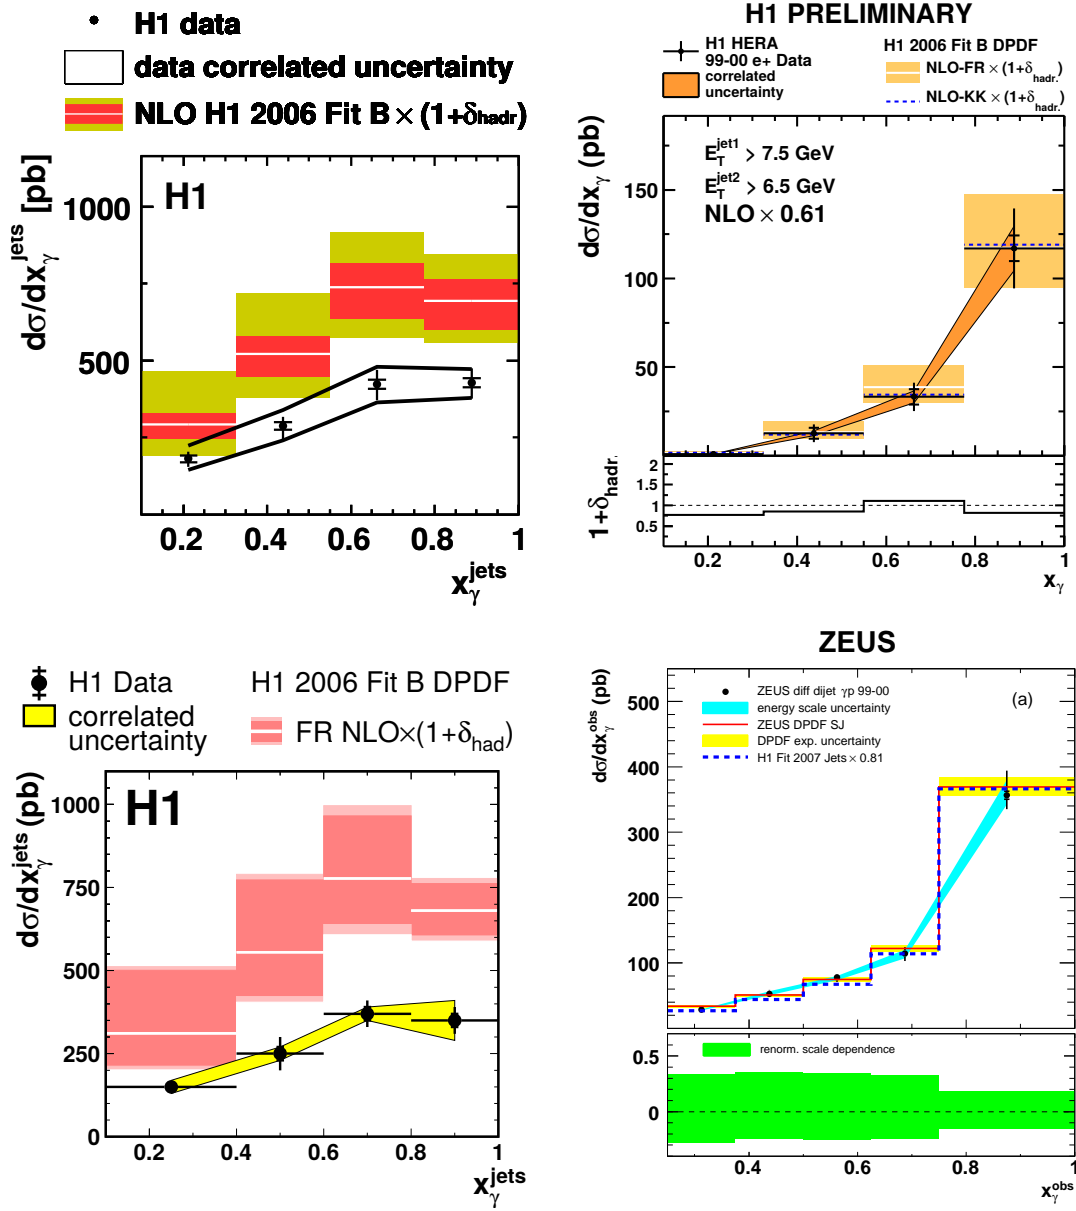 H1 data
data correlated uncertainty
NLO H1 2006 Fit B × (1+δhadr)
H1
dσ/dxγjets [pb]
1000
500
0.2 0.4 0.6 0.8 1
xγjets
H1 PRELIMINARY
H1 HERA
99-00 e+ Data
correlated
uncertainty
H1 2006 Fit B DPDF
NLO-FR × (1+δhadr.)
NLO-KK × (1+δhadr.)
ETjet1 > 7.5 GeV
ETjet2 > 6.5 GeV
NLO × 0.61
dσ/dxγ (pb)
150
100
50
1+δhadr.
2
1.5
1
0.5
0.2 0.4 0.6 0.8 1
xγ
H1 Data
correlated
uncertainty
H1 2006 Fit B DPDF
FR NLO×(1+δhad)
H1
dσ/dxγjets (pb)
1000
750
500
250
0
0.2 0.4 0.6 0.8 1
xγjets
ZEUS
ZEUS diff dijet γp 99-00
energy scale uncertainty
ZEUS DPDF SJ
DPDF exp. uncertainty
H1 Fit 2007 Jets × 0.81
(a)
dσ/dxγobs (pb)
500
400
300
200
100
renorm. scale dependence
0.5
0
0.4 0.6 0.8 1
xγobs